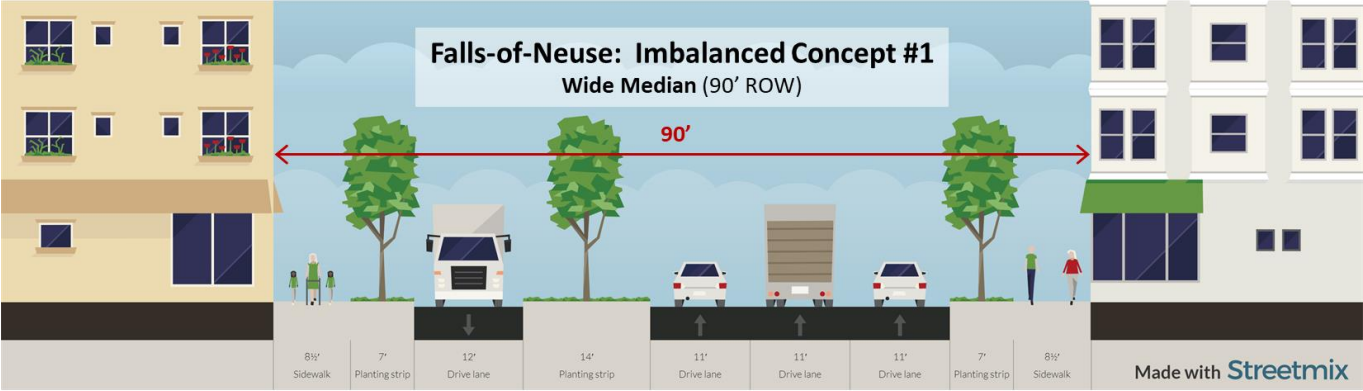 Falls-of-Neuse: Imbalanced Concept #1
Wide Median (90' ROW)
90'
8½' 7' 12' 14' 11' 11' 11' 7' 8½'
Sidewalk Planting strip Drive lane Planting strip Drive lane Drive lane Drive lane Planting strip Sidewalk
Made with Streetmix